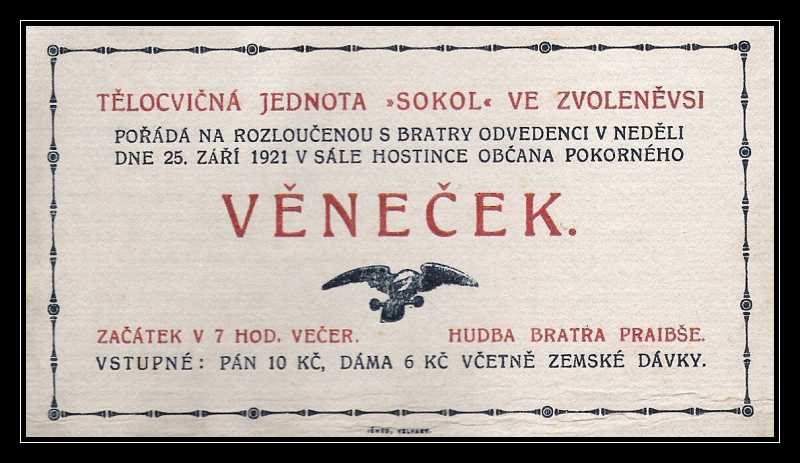 TĚLOCVIČNÁ JEDNOTA »SOKOL« VE ZVOLENĚVSI
POŘÁDÁ NA ROZLOUČENOU S BRATRY ODVEDENCI V NEDĚLI
DNE 25. ZÁŘÍ 1921 V SÁLE HOSTINCE OBČANA POKORNÉHO
VĚNEČEK.
ZAČÁTEK V 7 HOD. VEČER. HUDBA BRATRA PRAIBŠE.
VSTUPNÉ: PÁN 10 KČ, DÁMA 6 KČ VČETNĚ ZEMSKÉ DÁVKY.